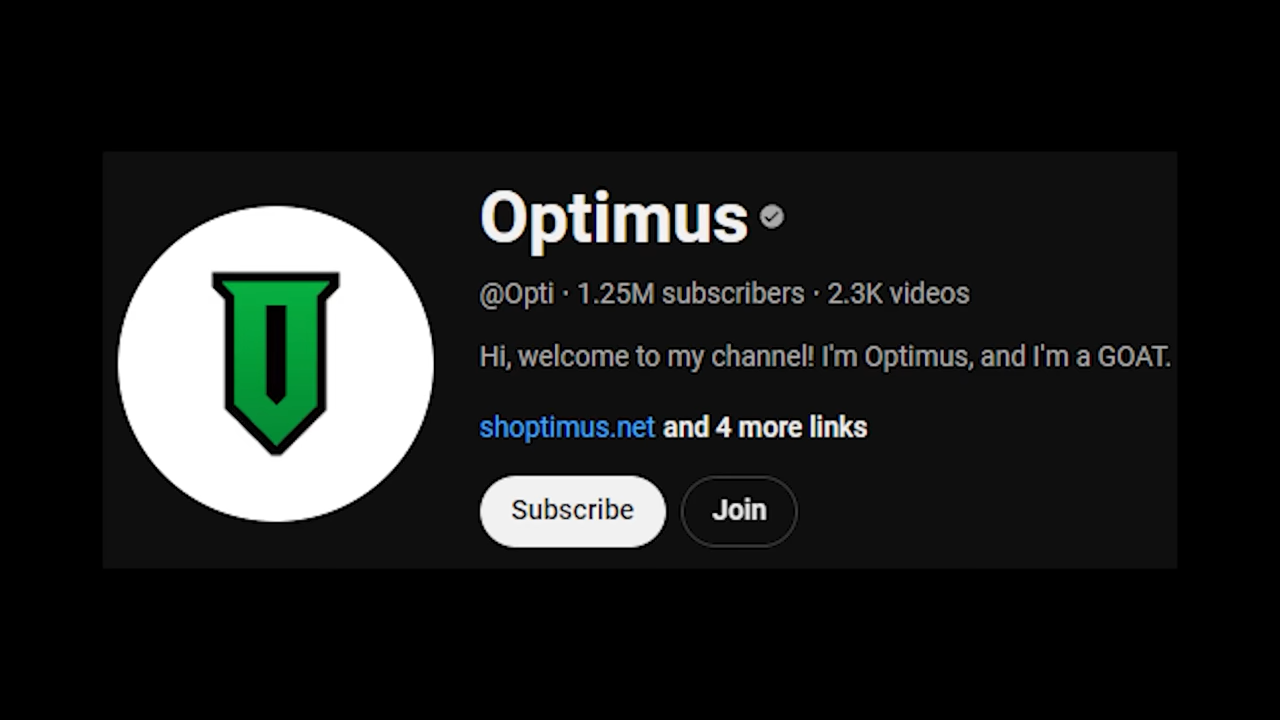 Optimus
@Opti · 1.25M subscribers · 2.3K videos
Hi, welcome to my channel! I'm Optimus, and I'm a GOAT.
shoptimus.net and 4 more links
Subscribe Join